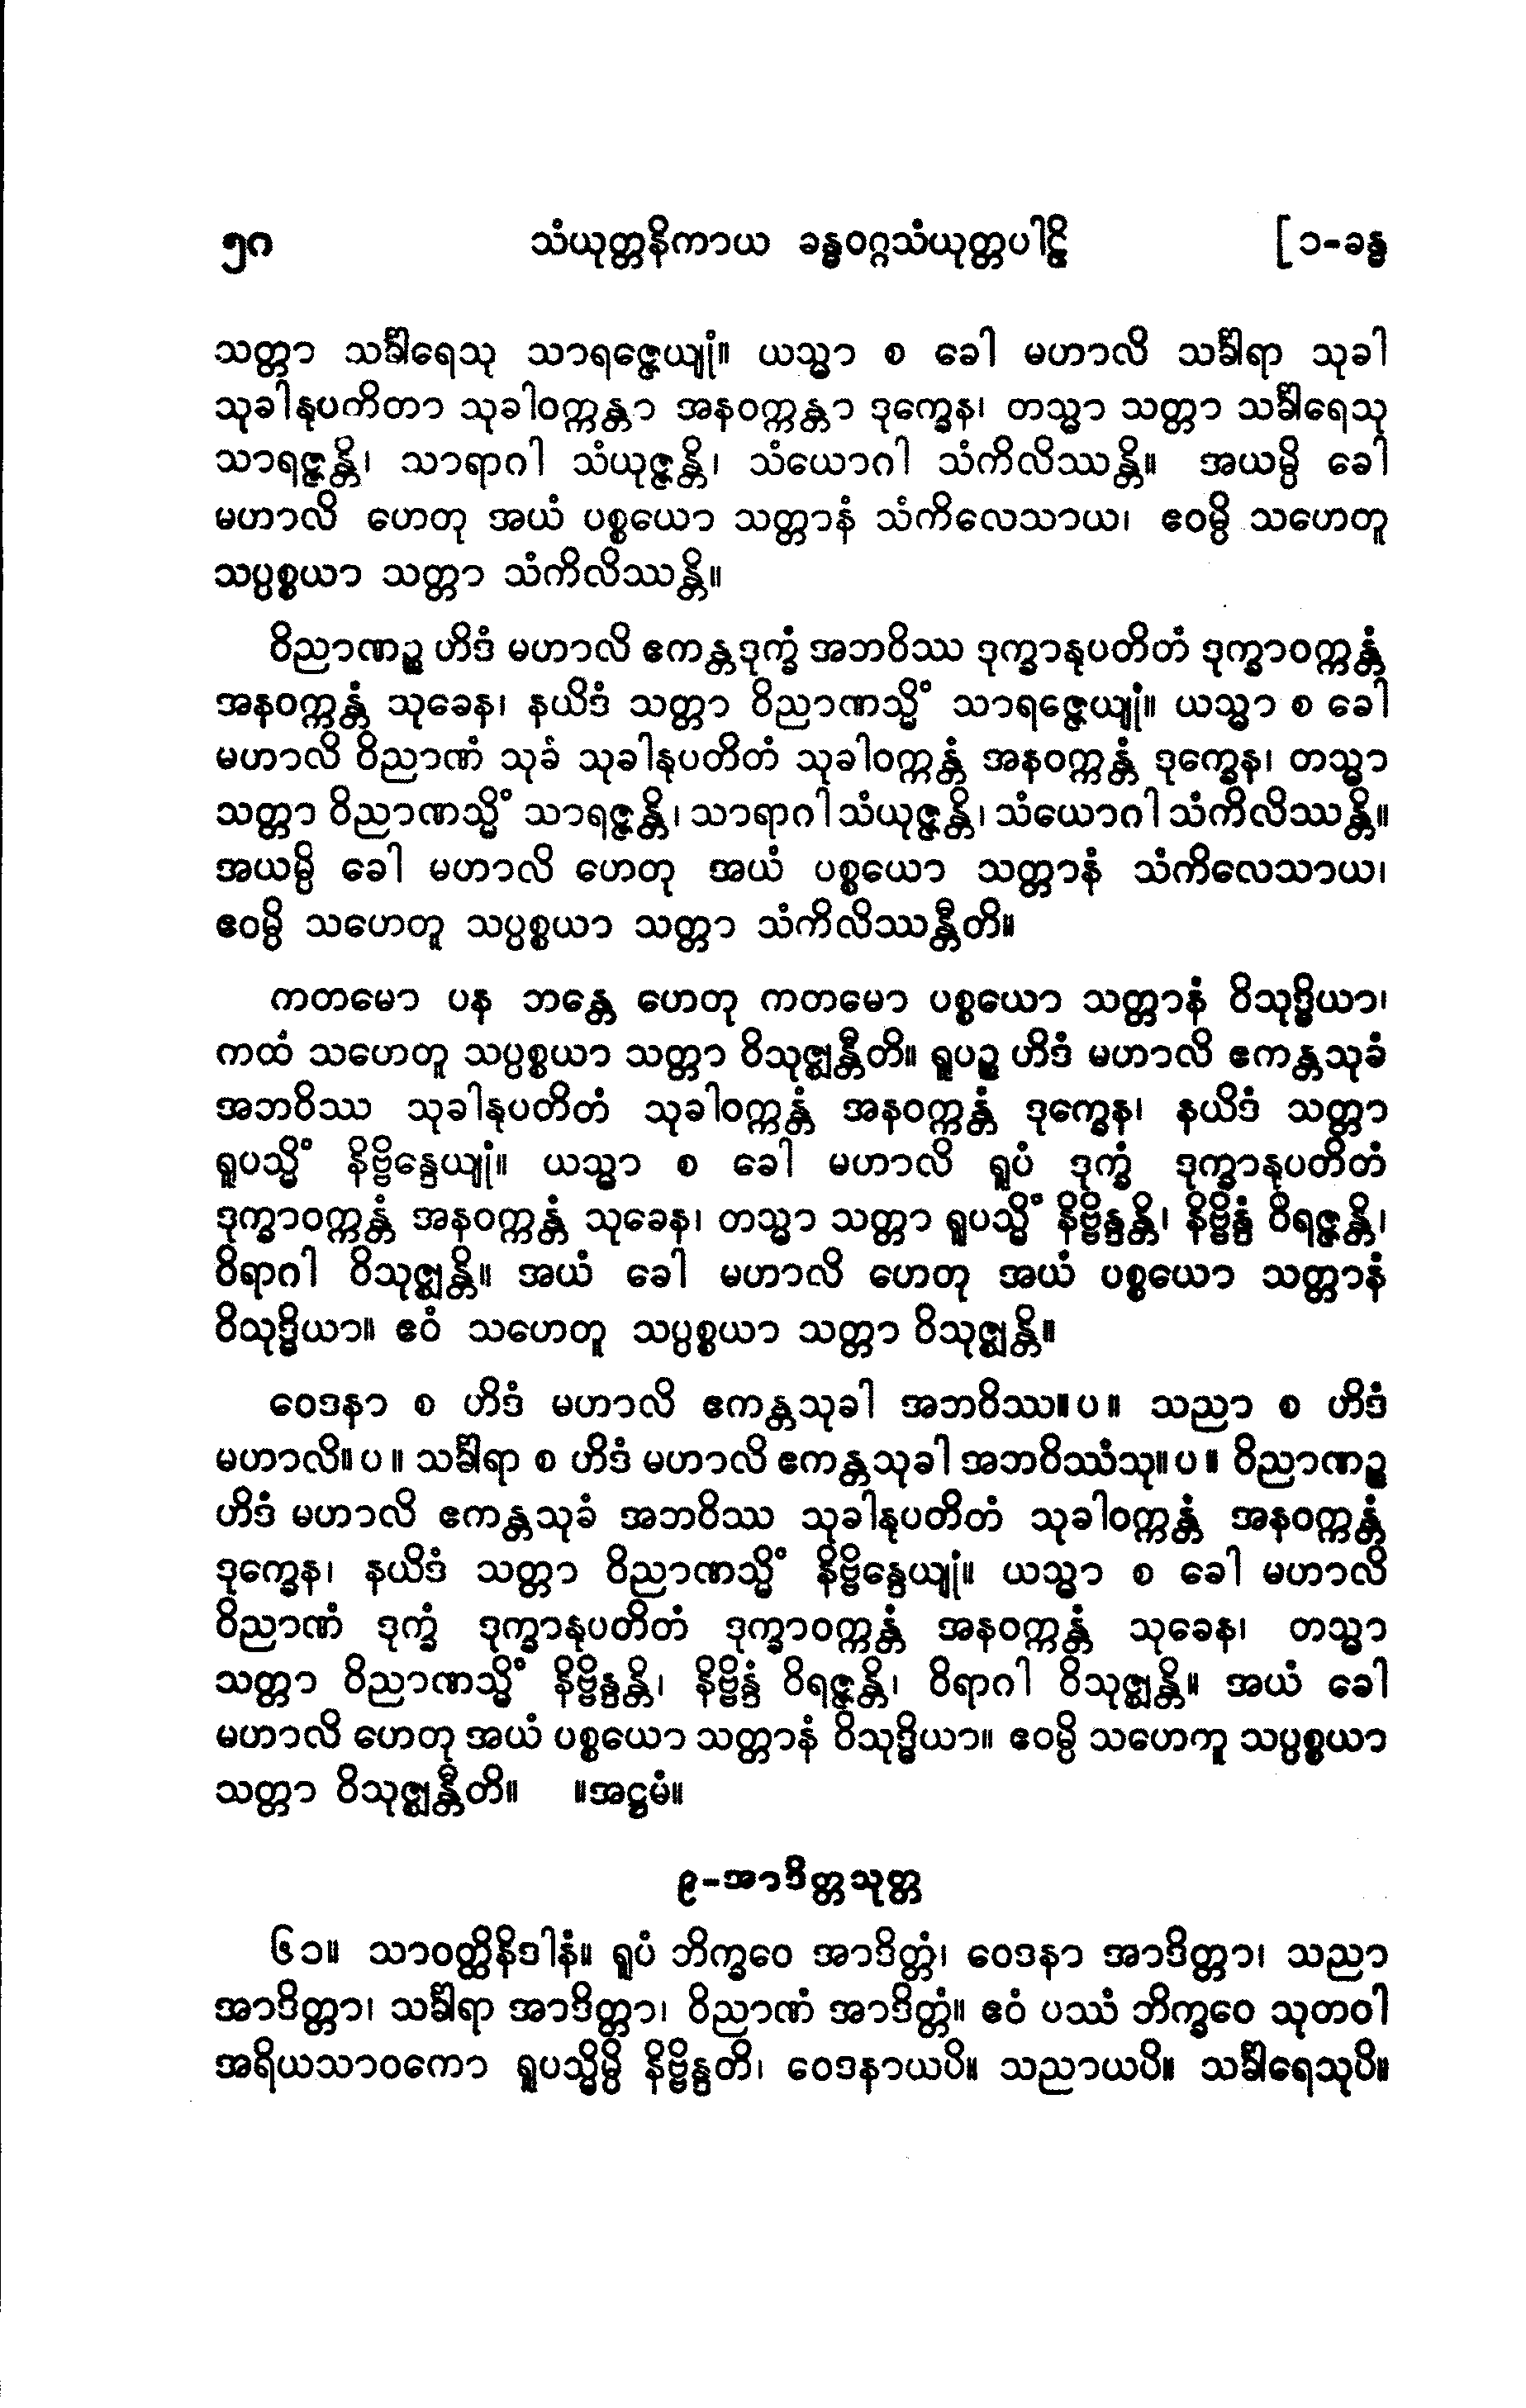 ၅၈ သံယုတ္တနိကာယ ခန္ဓဝဂ္ဂသံယုတ္တပါဠိ [ ၁-ခန္ဓ
သတ္တာ သင်္ခါရေသု သာရဇ္ဇေယျုံ။ ယသ္မာ စ ခေါ မဟာလိ သင်္ခါရာ သုခါ
သုခါနုပကိတာ သုခါဝက္ကန္တာ အနဝက္ကန္တာ ဒုက္ခေန၊ တသ္မာ သတ္တာ သင်္ခါရေသု
သာရဇ္ဇန္တိ၊ သာရာဂါ သံယုဇ္ဇန္တိ၊ သံယောဂါ သံကိလိဿန္တိ။ အယမ္ပိ ခေါ
မဟာလိ ဟေတု အယံ ပစ္စယော သတ္တာနံ သံကိလေသာယ၊ ဧဝမ္ပိ သဟေတူ
သပ္ပစ္စယာ သတ္တာ သံကိလိဿန္တိ။
ဝိညာဏဉ္စ ဟိဒံ မဟာလိ ဧကန္တဒုက္ခံ အဘဝိဿ ဒုက္ခာနုပတိတံ ဒုက္ခာဝက္ကန္တံ
အနဝက္ကန္တံ သုခေန၊ နယိဒံ သတ္တာ ဝိညာဏသ္မိံ သာရဇ္ဇေယျုံ။ ယသ္မာ စ ခေါ
မဟာလိ ဝိညာဏံ သုခံ သုခါနုပတိတံ သုခါဝက္ကန္တံ အနဝက္ကန္တံ ဒုက္ခေန၊ တသ္မာ
သတ္တာ ဝိညာဏသ္မိံ သာရဇ္ဇန္တိ၊ သာရာဂါ သံယုဇ္ဇန္တိ၊ သံယောဂါ သံကိလိဿန္တိ။
အယမ္ပိ ခေါ မဟာလိ ဟေတု အယံ ပစ္စယော သတ္တာနံ သံကိလေသာယ၊
ဧဝမ္ပိ သဟေတူ သပ္ပစ္စယာ သတ္တာ သံကိလိဿန္တီတိ။
ကတမော ပန ဘန္တေ ဟေတု ကတမော ပစ္စယော သတ္တာနံ ဝိသုဒ္ဓိယာ၊
ကထံ သဟေတူ သပ္ပစ္စယာ သတ္တာ ဝိသုဇ္ဈန္တီတိ။ ရူပဉ္စ ဟိဒံ မဟာလိ ဧကန္တသုခံ
အဘဝိဿ သုခါနုပတိတံ သုခါဝက္ကန္တံ အနဝက္ကန္တံ ဒုက္ခေန၊ နယိဒံ သတ္တာ
ရူပသ္မိံ နိဗ္ဗိန္ဒေယျုံ။ ယသ္မာ စ ခေါ မဟာလိ ရူပံ ဒုက္ခံ ဒုက္ခာနုပတိတံ
ဒုက္ခာဝက္ကန္တံ အနဝက္ကန္တံ သုခေန၊ တသ္မာ သတ္တာ ရူပသ္မိံ နိဗ္ဗိန္ဒန္တိ၊ နိဗ္ဗိန္ဒံ ဝိရဇ္ဇန္တိ၊
ဝိရာဂါ ဝိသုဇ္ဈန္တိ။ အယံ ခေါ မဟာလိ ဟေတု အယံ ပစ္စယော သတ္တာနံ
ဝိသုဒ္ဓိယာ။ ဧဝံ သဟေတူ သပ္ပစ္စယာ သတ္တာ ဝိသုဇ္ဈန္တိ။
ဝေဒနာ စ ဟိဒံ မဟာလိ ဧကန္တသုခါ အဘဝိဿ။ပ။ သညာ စ ဟိဒံ
မဟာလိ။ပ။ သင်္ခါရာ စ ဟိဒံ မဟာလိ ဧကန္တသုခါ အဘဝိဿံသု။ပ။ ဝိညာဏဉ္စ
ဟိဒံ မဟာလိ ဧကန္တသုခံ အဘဝိဿ သုခါနုပတိတံ သုခါဝက္ကန္တံ အနဝက္ကန္တံ
ဒုက္ခေန၊ နယိဒံ သတ္တာ ဝိညာဏသ္မိံ နိဗ္ဗိန္ဒေယျုံ။ ယသ္မာ စ ခေါ မဟာလိ
ဝိညာဏံ ဒုက္ခံ ဒုက္ခာနုပတိတံ ဒုက္ခာဝက္ကန္တံ အနဝက္ကန္တံ သုခေန၊ တသ္မာ
သတ္တာ ဝိညာဏသ္မိံ နိဗ္ဗိန္ဒန္တိ၊ နိဗ္ဗိန္ဒံ ဝိရဇ္ဇန္တိ၊ ဝိရာဂါ ဝိသုဇ္ဈန္တိ။ အယံ ခေါ
မဟာလိ ဟေတု အယံ ပစ္စယော သတ္တာနံ ဝိသုဒ္ဓိယာ။ ဧဝမ္ပိ သဟေကူ သပ္ပစ္စယာ
သတ္တာ ဝိသုဇ္ဈန္တီတိ။ ။အဋ္ဌမံ။
၉-အာဒိတ္တသုတ္တ
၆၁။ သာဝတ္ထိနိဒါနံ။ ရူပံ ဘိက္ခဝေ အာဒိတ္တံ၊ ဝေဒနာ အာဒိတ္တာ၊ သညာ
အာဒိတ္တာ၊ သင်္ခါရာ အာဒိတ္တာ၊ ဝိညာဏံ အာဒိတ္တံ။ ဧဝံ ပဿံ ဘိက္ခဝေ သုတဝါ
အရိယသာဝကော ရူပသ္မိမ္ပိ နိဗ္ဗိန္ဒတိ၊ ဝေဒနာယပိ။ သညာယပိ။ သင်္ခါရေသုပိ။